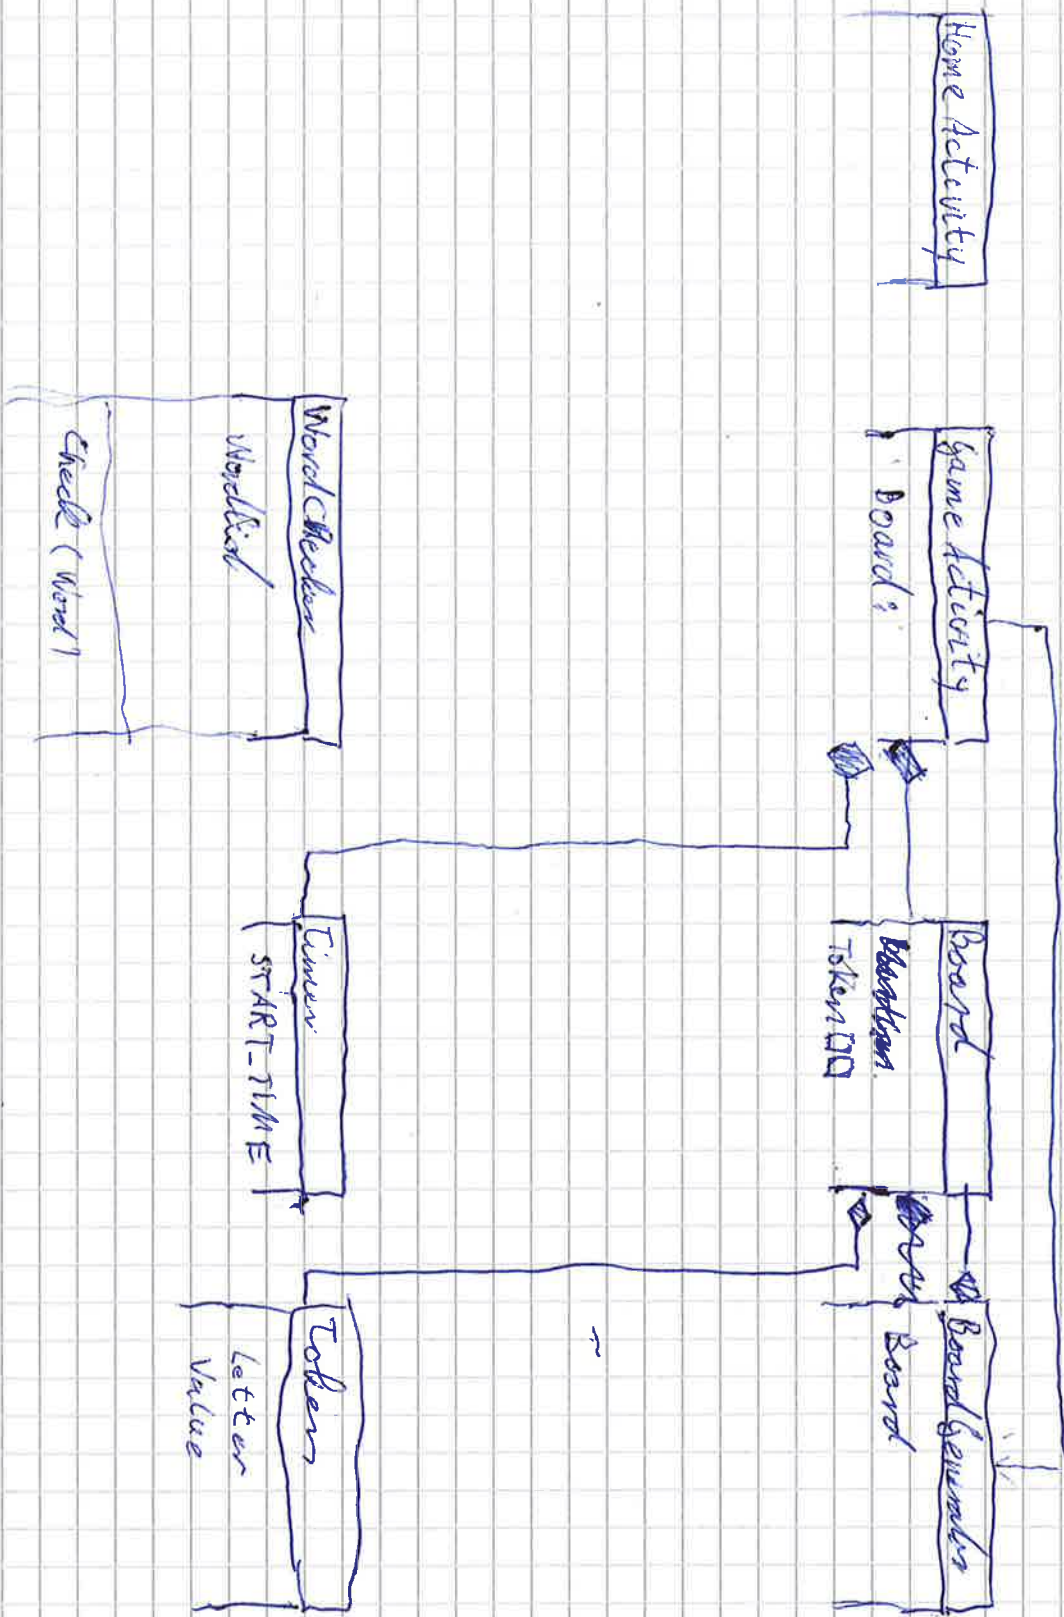 Home Activity
Game Activity
Board:
Board
Token[][]
BoardGenerator
Board
WordChecker
Wordlist
Check (Word)
Timer
START_TIME
Token
Letter
Value